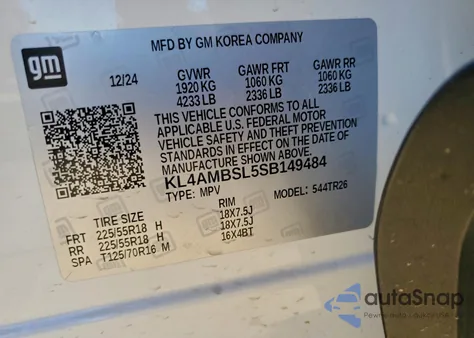 MFD BY GM KOREA COMPANY
gm
12/24
GVWR GAWR FRT GAWR RR
1920 KG 1060 KG 1060 KG
4233 LB 2336 LB 2336 LB
THIS VEHICLE CONFORMS TO ALL
APPLICABLE U.S. FEDERAL MOTOR
VEHICLE SAFETY AND THEFT PREVENTION
STANDARDS IN EFFECT ON THE DATE OF
MANUFACTURE SHOWN ABOVE.
KL4AMBSL5SB149484
TYPE: MPV MODEL: 544TR26
TIRE SIZE RIM
FRT 225/55R18 H 18X7.5J
RR 225/55R18 H 18X7.5J
SPA T125/70R16 M 16X4BT
autaSnap